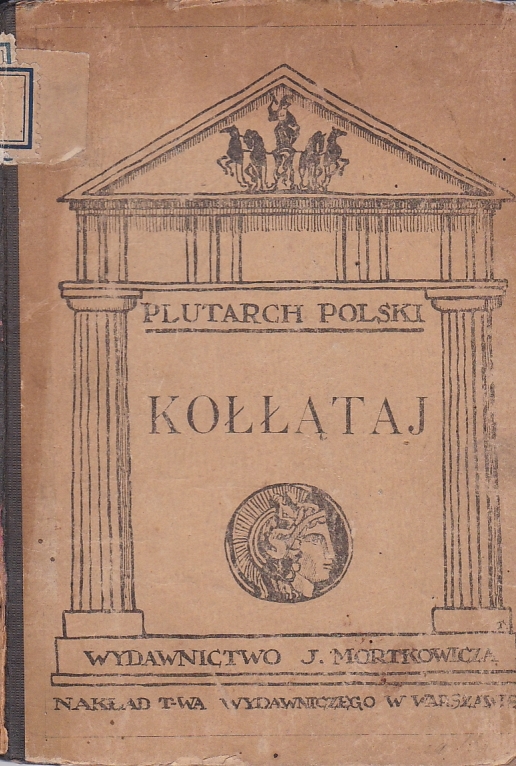 PLUTARCH POLSKI
KOŁŁĄTAJ
WYDAWNICTWO J. MORTKOWICZA
NAKŁAD T-WA WYDAWNICZEGO W WARSZAWIE